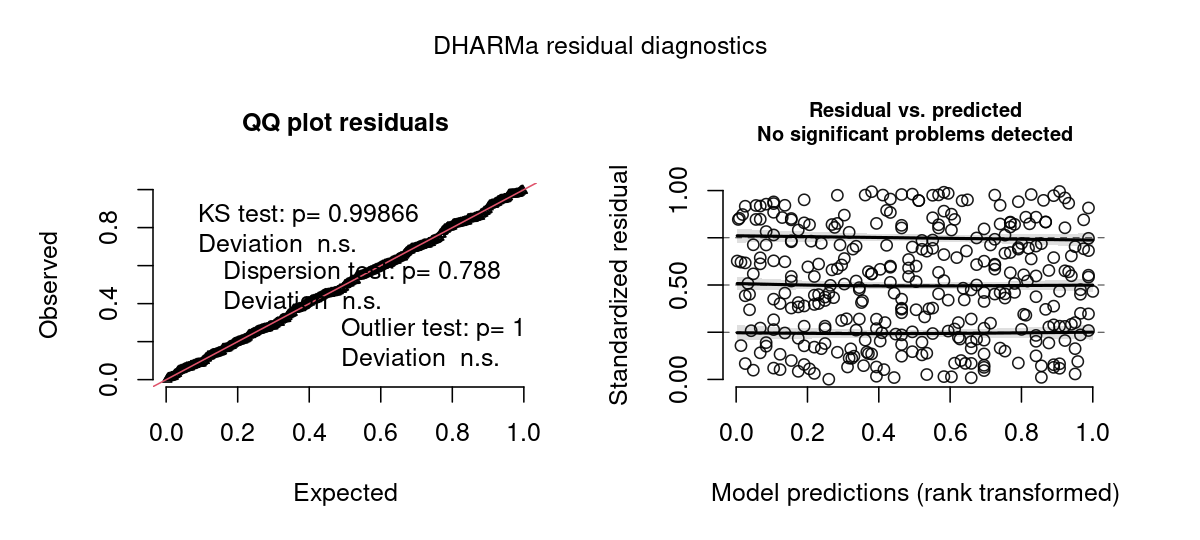 DHARMa residual diagnostics
QQ plot residuals
KS test: p= 0.99866
Deviation n.s.
Dispersion test: p= 0.788
Deviation n.s.
Outlier test: p= 1
Deviation n.s.
Observed
0.0 0.4 0.8
0.0 0.2 0.4 0.6 0.8 1.0
Expected
Residual vs. predicted
No significant problems detected
Standardized residual
0.00 0.50 1.00
0.0 0.2 0.4 0.6 0.8 1.0
Model predictions (rank transformed)